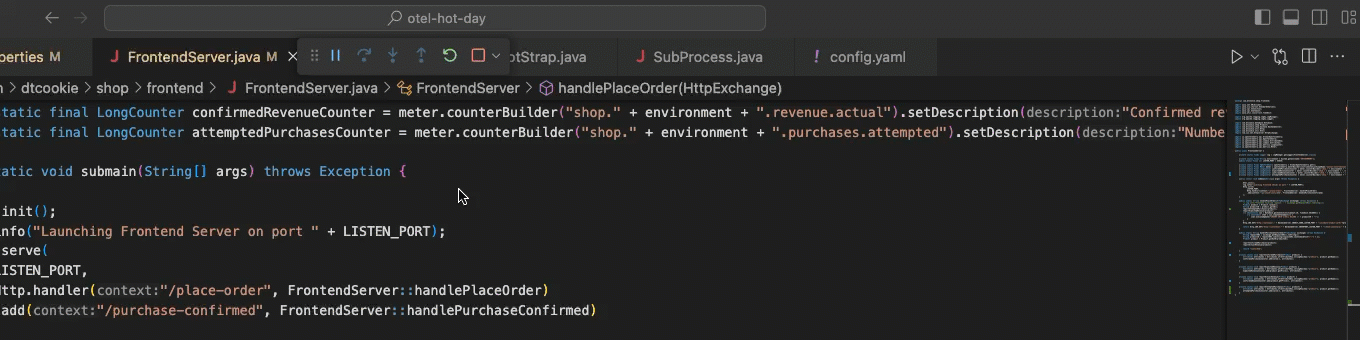 otel-hot-day
perties M
FrontendServer.java M
otStrap.java
SubProcess.java
config.yaml
dtcookie > shop > frontend > FrontendServer.java > FrontendServer > handlePlaceOrder(HttpExchange)
tatic final LongCounter confirmedRevenueCounter = meter.counterBuilder("shop." + environment + ".revenue.actual").setDescription(description:"Confirmed re
tatic final LongCounter attemptedPurchasesCounter = meter.counterBuilder("shop." + environment + ".purchases.attempted").setDescription(description:"Numbe
tatic void submain(String[] args) throws Exception {
init();
nfo("Launching Frontend Server on port " + LISTEN_PORT);
serve(
LISTEN_PORT,
Http.handler(context:"/place-order", FrontendServer::handlePlaceOrder)
add(context:"/purchase-confirmed", FrontendServer::handlePurchaseConfirmed)